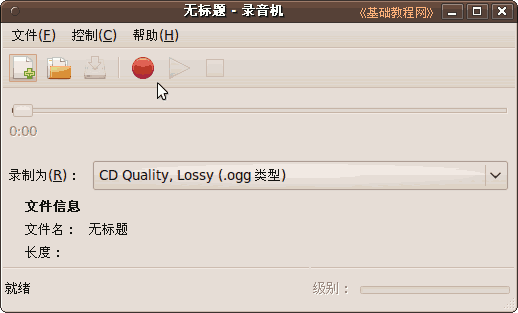 无标题 - 录音机
《基础教程网》
文件(F) 控制(C) 帮助(H)
0:00
录制为(R)： CD Quality, Lossy (.ogg 类型)
文件信息
文件名： 无标题
长度：
就绪 级别：